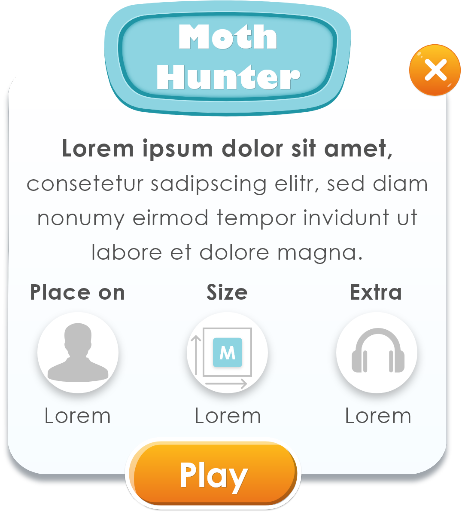 Moth
Hunter
Lorem ipsum dolor sit amet,
consetetur sadipscing elitr, sed diam
nonumy eirmod tempor invidunt ut
labore et dolore magna.
Place on Size Extra
M
Lorem Lorem Lorem
Play